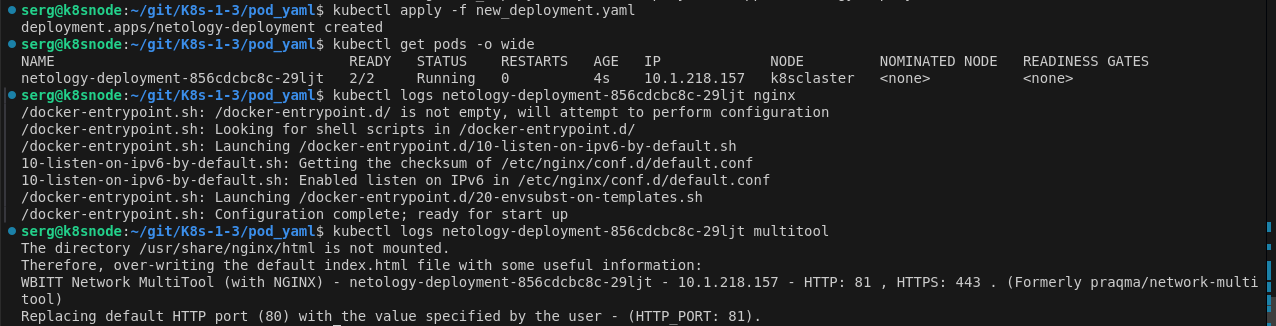 serg@k8snode:~/git/K8s-1-3/pod_yaml$ kubectl apply -f new_deployment.yaml
deployment.apps/netology-deployment created
serg@k8snode:~/git/K8s-1-3/pod_yaml$ kubectl get pods -o wide
NAME READY STATUS RESTARTS AGE IP NODE NOMINATED NODE READINESS GATES
netology-deployment-856cdcbc8c-29ljt 2/2 Running 0 4s 10.1.218.157 k8sclaster <none> <none>
serg@k8snode:~/git/K8s-1-3/pod_yaml$ kubectl logs netology-deployment-856cdcbc8c-29ljt nginx
/docker-entrypoint.sh: /docker-entrypoint.d/ is not empty, will attempt to perform configuration
/docker-entrypoint.sh: Looking for shell scripts in /docker-entrypoint.d/
/docker-entrypoint.sh: Launching /docker-entrypoint.d/10-listen-on-ipv6-by-default.sh
10-listen-on-ipv6-by-default.sh: Getting the checksum of /etc/nginx/conf.d/default.conf
10-listen-on-ipv6-by-default.sh: Enabled listen on IPv6 in /etc/nginx/conf.d/default.conf
/docker-entrypoint.sh: Launching /docker-entrypoint.d/20-envsubst-on-templates.sh
/docker-entrypoint.sh: Configuration complete; ready for start up
serg@k8snode:~/git/K8s-1-3/pod_yaml$ kubectl logs netology-deployment-856cdcbc8c-29ljt multitool
The directory /usr/share/nginx/html is not mounted.
Therefore, over-writing the default index.html file with some useful information:
WBITT Network MultiTool (with NGINX) - netology-deployment-856cdcbc8c-29ljt - 10.1.218.157 - HTTP: 81 , HTTPS: 443 . (Formerly praqma/network-multi
tool)
Replacing default HTTP port (80) with the value specified by the user - (HTTP_PORT: 81).